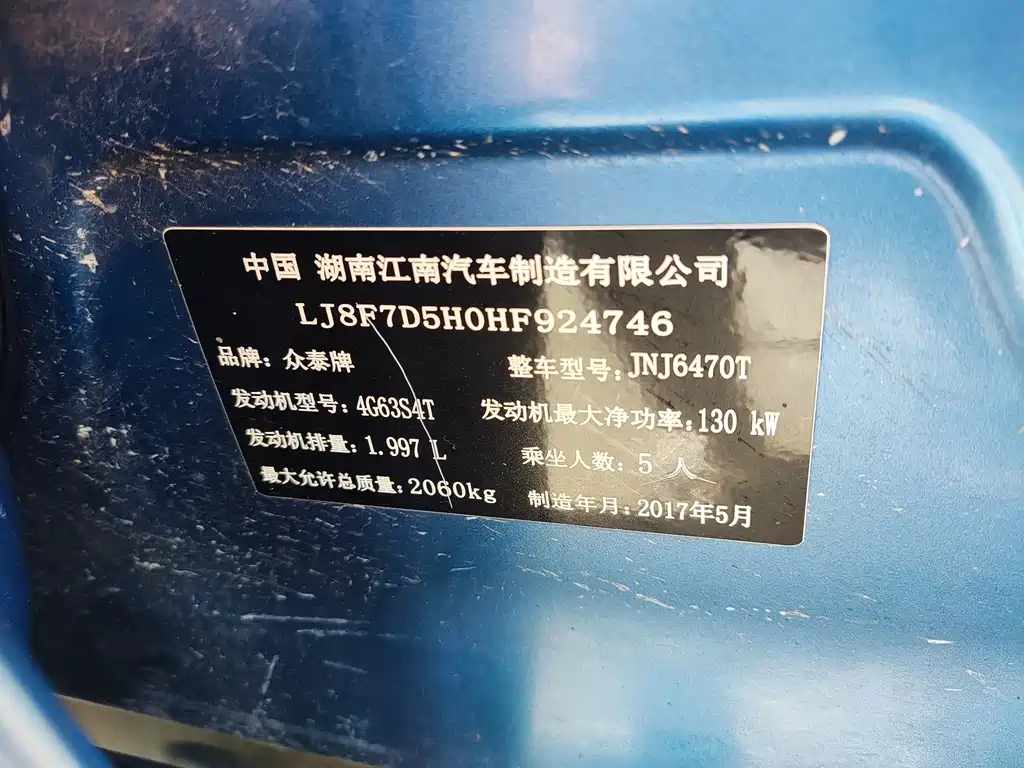 中国 湖南江南汽车制造有限公司
LJ8F7D5H0HF924746
品牌: 众泰牌 整车型号: JNJ6470T
发动机型号: 4G63S4T 发动机最大净功率: 130 kW
发动机排量: 1.997 L 乘坐人数: 5 人
最大允许总质量: 2060kg 制造年月: 2017年5月